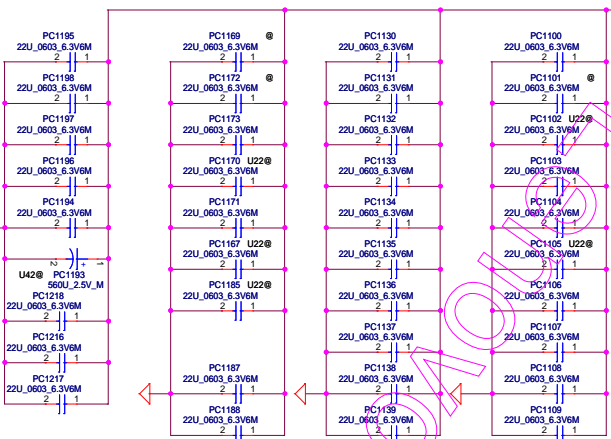 PC1195
22U_0603_6.3V6M
2 1
PC1198
22U_0603_6.3V6M
2 1
PC1197
22U_0603_6.3V6M
2 1
PC1196
22U_0603_6.3V6M
2 1
PC1194
22U_0603_6.3V6M
2 1
2 + 1
U42@ PC1193
560U_2.5V_M
PC1218
22U_0603_6.3V6M
2 1
PC1216
22U_0603_6.3V6M
2 1
PC1217
22U_0603_6.3V6M
2 1
PC1169 @
22U_0603_6.3V6M
2 1
PC1172 @
22U_0603_6.3V6M
2 1
PC1173
22U_0603_6.3V6M
2 1
PC1170 U22@
22U_0603_6.3V6M
2 1
PC1171
22U_0603_6.3V6M
2 1
PC1167 U22@
22U_0603_6.3V6M
2 1
PC1185 U22@
22U_0603_6.3V6M
2 1
PC1187
22U_0603_6.3V6M
2 1
PC1188
22U_0603_6.3V6M
2 1
PC1130
22U_0603_6.3V6M
2 1
PC1131
22U_0603_6.3V6M
2 1
PC1132
22U_0603_6.3V6M
2 1
PC1133
22U_0603_6.3V6M
2 1
PC1134
22U_0603_6.3V6M
2 1
PC1135
22U_0603_6.3V6M
2 1
PC1136
22U_0603_6.3V6M
2 1
PC1137
22U_0603_6.3V6M
2 1
PC1138
22U_0603_6.3V6M
2 1
PC1139
22U_0603_6.3V6M
2 1
PC1100
22U_0603_6.3V6M
2 1
PC1101 @
22U_0603_6.3V6M
2 1
PC1102 U22@
22U_0603_6.3V6M
2 1
PC1103
22U_0603_6.3V6M
2 1
PC1104
22U_0603_6.3V6M
2 1
PC1105 U22@
22U_0603_6.3V6M
2 1
PC1106
22U_0603_6.3V6M
2 1
PC1107
22U_0603_6.3V6M
2 1
PC1108
22U_0603_6.3V6M
2 1
PC1109
22U_0603_6.3V6M
2 1